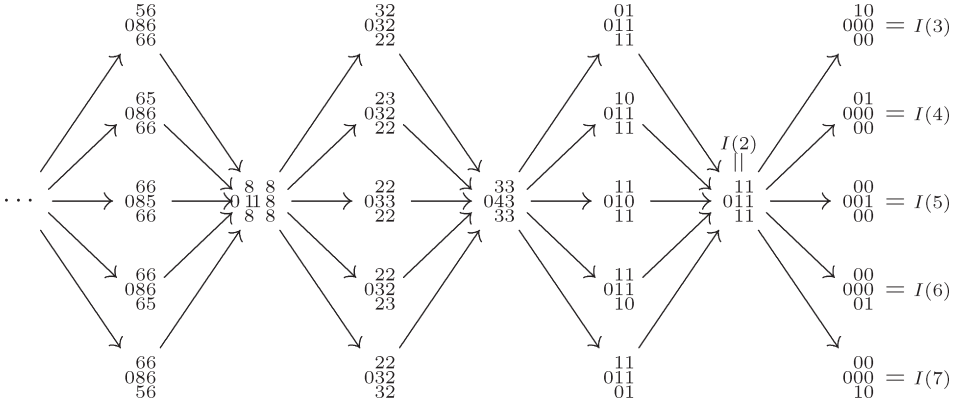 56 32 01 10
086 032 011 000 = I(3)
66 22 11 00
65 23 10 01
086 032 011 000 = I(4)
66 22 11 00
I(2)
||
66 8 8 22 33 11 11 00
··· 085 0 11 8 033 043 010 011 001 = I(5)
66 8 8 22 33 11 11 00
66 22 11 00
086 032 011 000 = I(6)
65 23 10 01
66 22 11 00
086 032 011 000 = I(7)
56 32 01 10